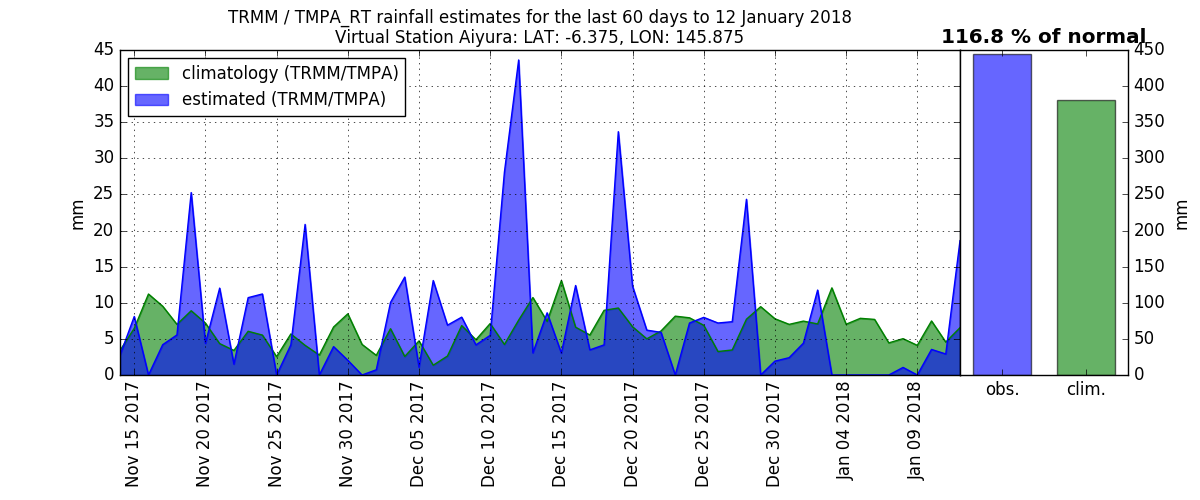 TRMM / TMPA_RT rainfall estimates for the last 60 days to 12 January 2018
Virtual Station Aiyura: LAT: -6.375, LON: 145.875
116.8 % of normal
climatology (TRMM/TMPA)
estimated (TRMM/TMPA)
45
40
35
30
25
20
15
10
5
0
mm
Nov 15 2017
Nov 20 2017
Nov 25 2017
Nov 30 2017
Dec 05 2017
Dec 10 2017
Dec 15 2017
Dec 20 2017
Dec 25 2017
Dec 30 2017
Jan 04 2018
Jan 09 2018
obs.
clim.
450
400
350
300
250
200
150
100
50
0
mm